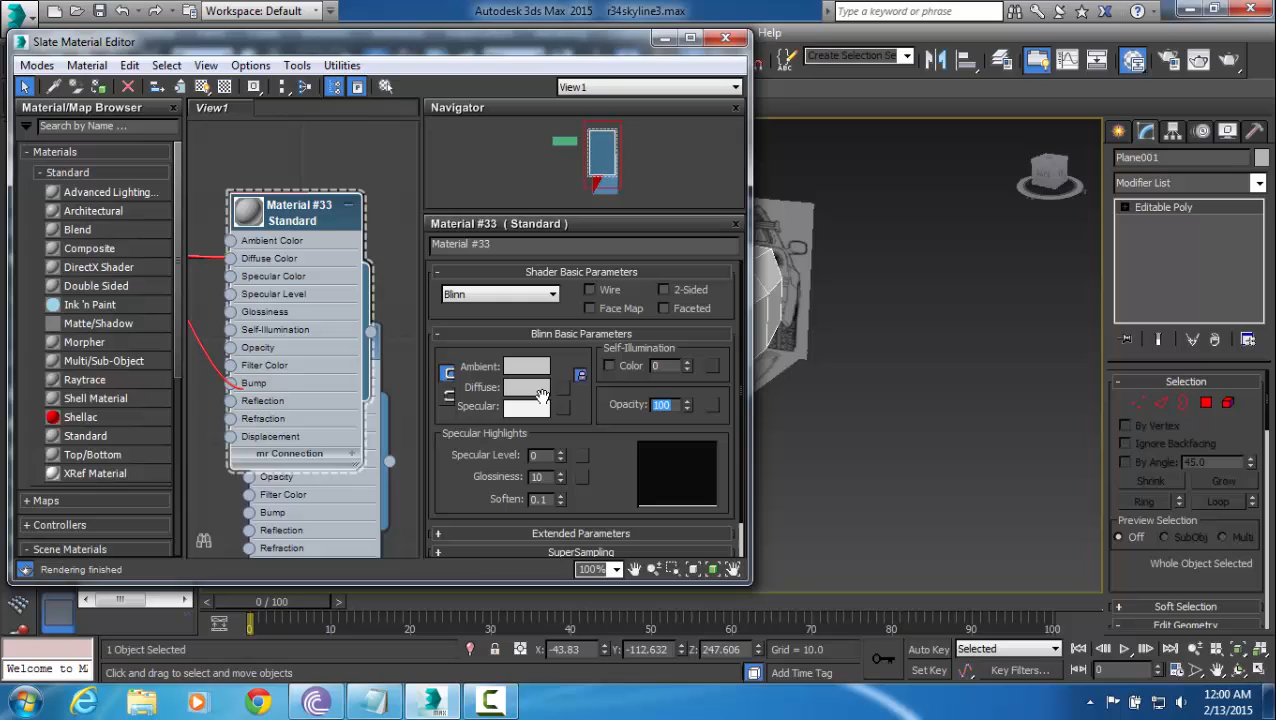 Workspace: Default
Autodesk 3ds Max 2015
r34skyline3.max
Type a keyword or phrase
Slate Material Editor
Help
Modes
Material
Edit
Select
View
Options
Tools
Utilities
Create Selection Se
View1
Material/Map Browser
View1
Navigator
Search by Name ...
- Materials
- Standard
Advanced Lighting...
Architectural
Blend
Composite
DirectX Shader
Double Sided
Ink 'n Paint
Matte/Shadow
Morpher
Multi/Sub-Object
Raytrace
Shell Material
Shellac
Standard
Top/Bottom
XRef Material
+ Maps
+ Controllers
- Scene Materials
Material #33
Standard
Ambient Color
Diffuse Color
Specular Color
Specular Level
Glossiness
Self-Illumination
Opacity
Filter Color
Bump
Reflection
Refraction
Displacement
mr Connection +
Opacity
Filter Color
Bump
Reflection
Refraction
Material #33 ( Standard )
Material #33
- Shader Basic Parameters
Blinn
Wire
2-Sided
Face Map
Faceted
- Blinn Basic Parameters
Ambient:
Diffuse:
Specular:
Self-Illumination
Color 0
Opacity: 100
Specular Highlights
Specular Level: 0
Glossiness: 10
Soften: 0.1
+ Extended Parameters
+ SuperSampling
Rendering finished
100%
Plane001
Modifier List
Editable Poly
- Selection
By Vertex
Ignore Backfacing
By Angle: 45.0
Shrink
Grow
Ring
Loop
Preview Selection
Off
SubObj
Multi
Whole Object Selected
+ Soft Selection
- Edit Geometry
0 / 100
0 10 20 30 40 50 60 70 80 90 100
1 Object Selected
X: -43.83
Y: -112.632
Z: 247.606
Grid = 10.0
Auto Key
Selected
Welcome to M
Click and drag to select and move objects
Add Time Tag
Set Key
Key Filters...
0
12:00 AM
2/13/2015